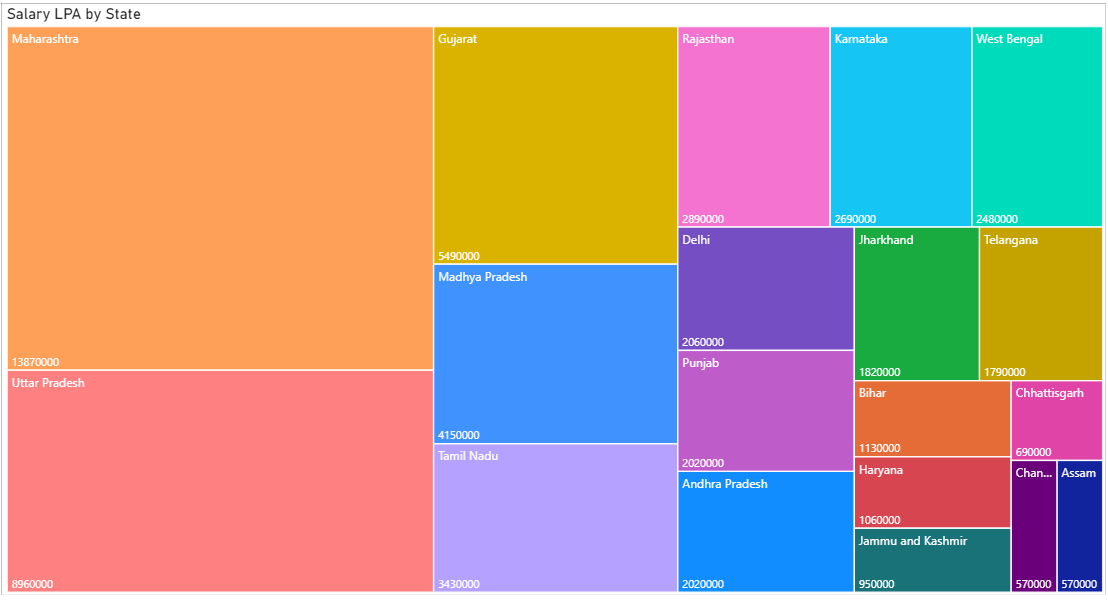 Salary LPA by State
Maharashtra
13870000
Uttar Pradesh
8960000
Gujarat
5490000
Madhya Pradesh
4150000
Tamil Nadu
3430000
Rajasthan
2890000
Karnataka
2690000
West Bengal
2480000
Delhi
2060000
Punjab
2020000
Andhra Pradesh
2020000
Jharkhand
1820000
Telangana
1790000
Bihar
1130000
Haryana
1060000
Jammu and Kashmir
950000
Chhattisgarh
690000
Chan...
570000
Assam
570000